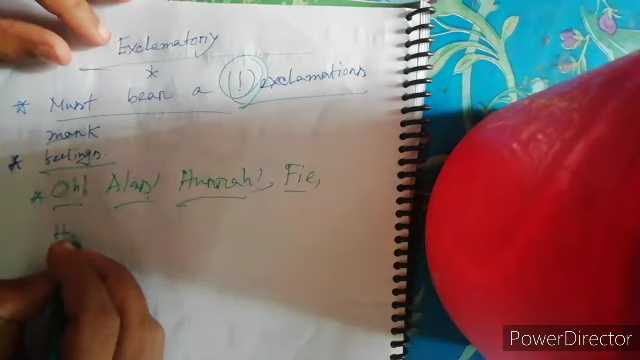 Exclamatory
*
* Must bear a (!) exclamations
mark
* feelings.
* Oh! Alas! Hurrah!, Fie,
H
PowerDirector